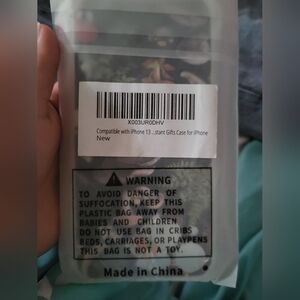 X003UR0DHV
Compatible with iPhone 13 ...stant Gifts Case for iPhone
New
WARNING
TO AVOID DANGER OF
SUFFOCATION, KEEP THIS
PLASTIC BAG AWAY FROM
BABIES AND CHILDREN
DO NOT USE BAG IN CRIBS
BEDS, CARRIAGES, OR PLAYPENS
THIS BAG IS NOT A TOY.
Made in China